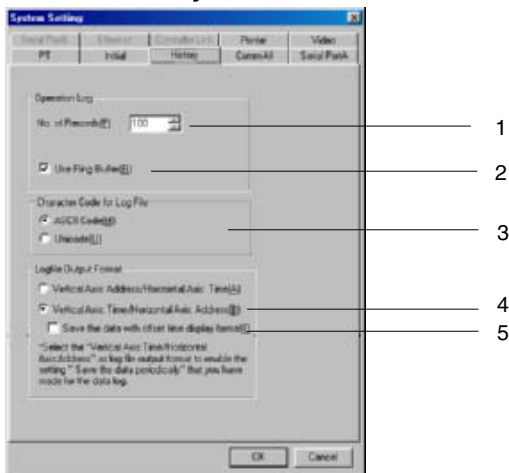 System Setting
Serial PortB Ethernet Controller Link Printer Video
PT Initial History Comm.All Serial PortA
Operation Log
No. of Records(P) 100
Use Ring Buffer(R)
Character Code for Log File
ASCII Code(M)
Unicode(U)
Logfile Output Format
Vertical Axis: Address/Horizontal Axis: Time(A)
Vertical Axis: Time/Horizontal Axis: Address(B)
Save the data with offset time display format
"Select the "Vertical Axis:Time/Horizontal
Axis:Address" as log file output format to enable the
setting " Save the data periodically" that you have
made for the data log.
OK Cancel
1
2
3
4
5